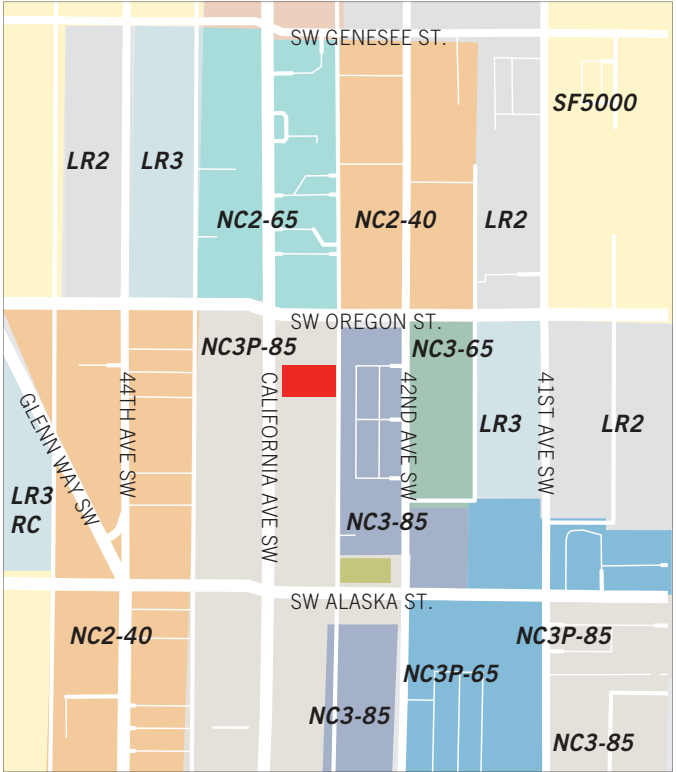 SW GENESEE ST.
SF5000
LR2
LR3
NC2-65
NC2-40
LR2
SW OREGON ST.
NC3P-85
NC3-65
44TH AVE SW
CALIFORNIA AVE SW
42ND AVE SW
41ST AVE SW
GLENN WAY SW
LR3
LR2
LR3
RC
NC3-85
SW ALASKA ST.
NC2-40
NC3P-85
NC3P-65
NC3-85
NC3-85